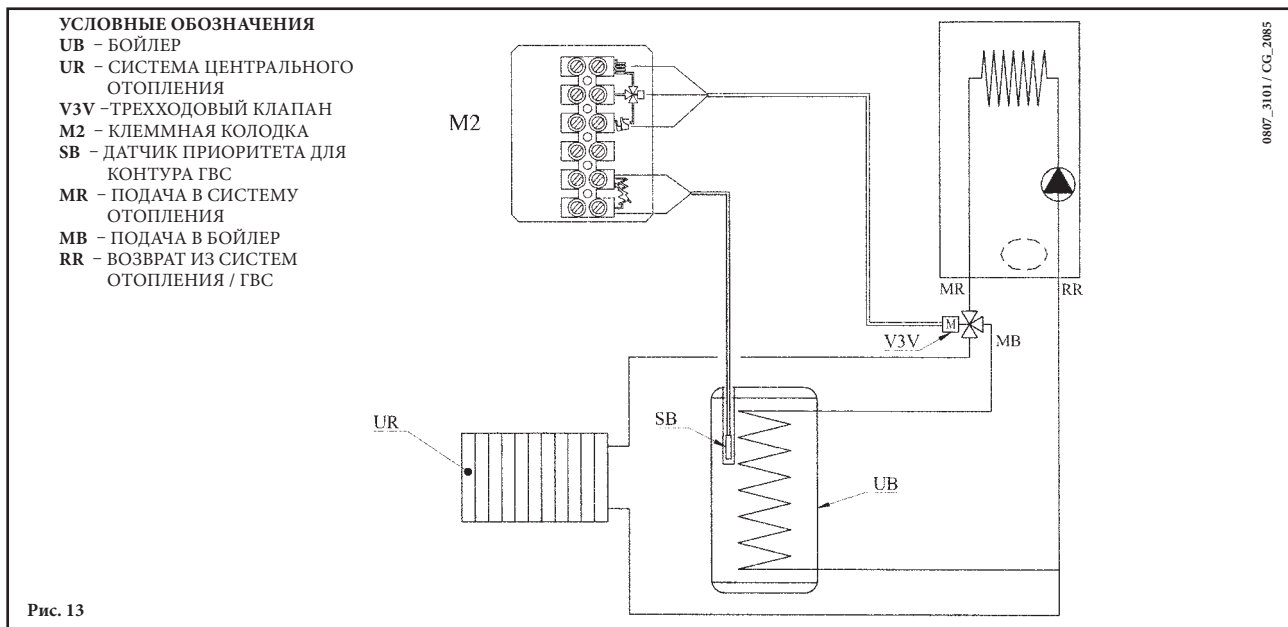 УСЛОВНЫЕ ОБОЗНАЧЕНИЯ
UB – БОЙЛЕР
UR – СИСТЕМА ЦЕНТРАЛЬНОГО
ОТОПЛЕНИЯ
V3V –ТРЕХХОДОВЫЙ КЛАПАН
M2 – КЛЕММНАЯ КОЛОДКА
SB – ДАТЧИК ПРИОРИТЕТА ДЛЯ
КОНТУРА ГВС
MR – ПОДАЧА В СИСТЕМУ
ОТОПЛЕНИЯ
MB – ПОДАЧА В БОЙЛЕР
RR – ВОЗВРАТ ИЗ СИСТЕМ
ОТОПЛЕНИЯ / ГВС
M2
0807_3101 / CG_2085
MR
RR
M
V3V
MB
UR
SB
UB
Рис. 13